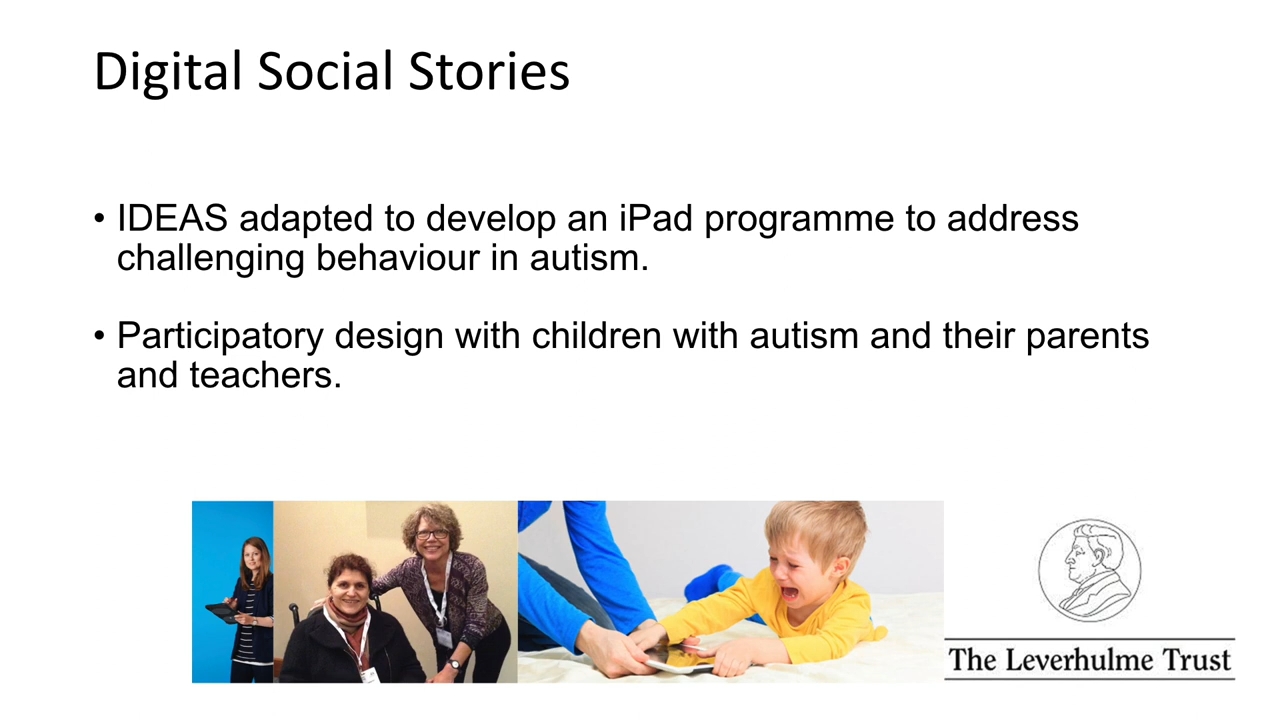 Digital Social Stories
• IDEAS adapted to develop an iPad programme to address
challenging behaviour in autism.
• Participatory design with children with autism and their parents
and teachers.
The Leverhulme Trust